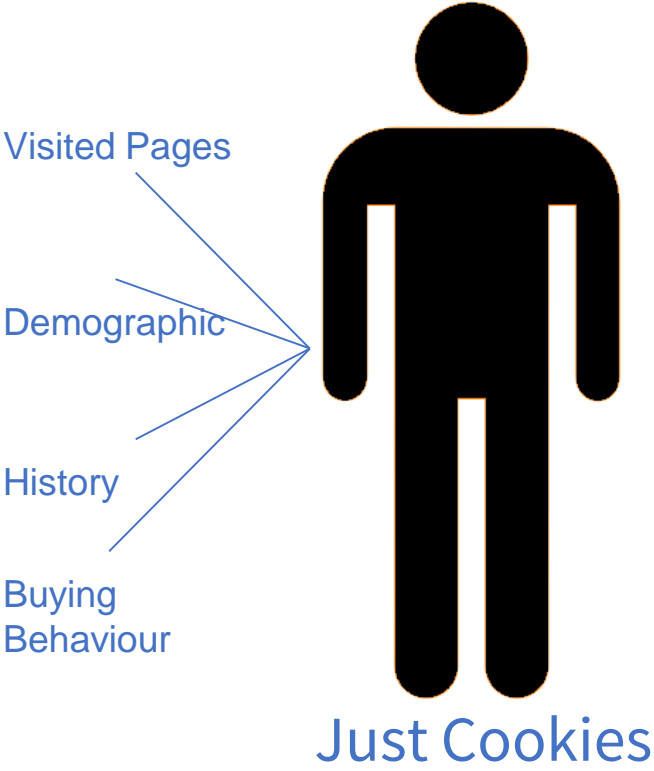 Visited Pages
Demographic
History
Buying
Behaviour
Just Cookies